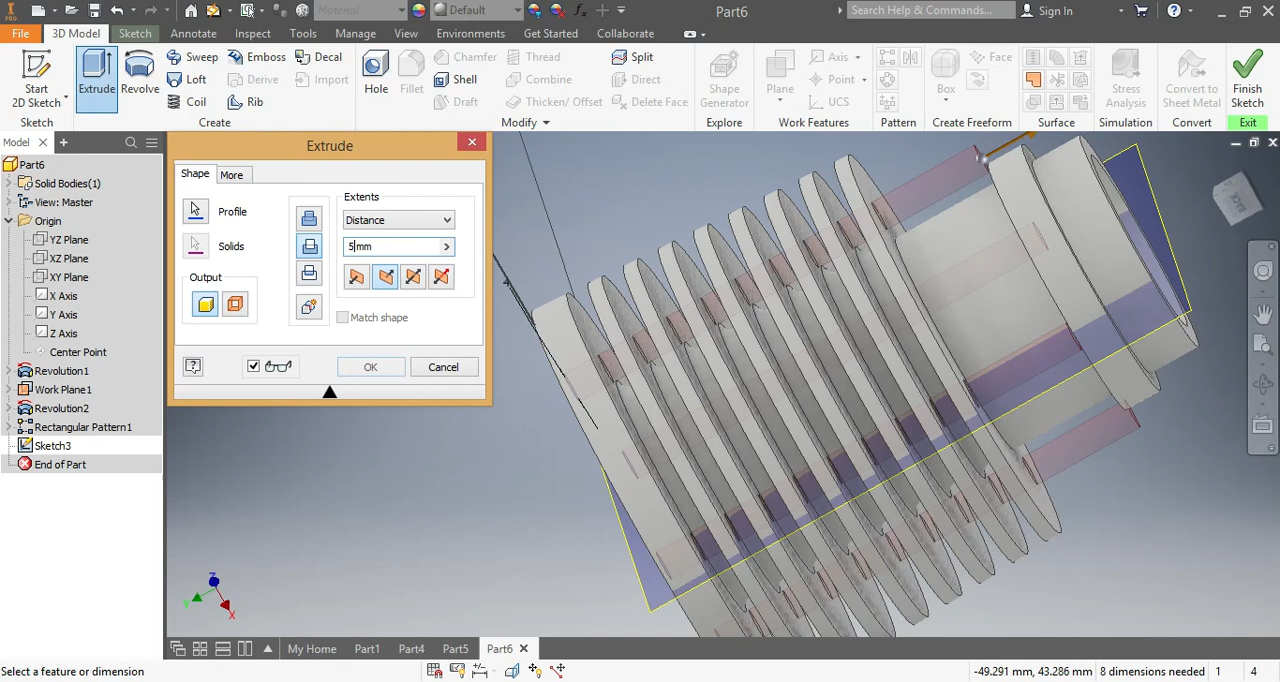 PRO
Material
Default
Part6
Search Help & Commands...
Sign In
File
3D Model
Sketch
Annotate
Inspect
Tools
Manage
View
Environments
Get Started
Collaborate
Start
2D Sketch
Sketch
Extrude
Revolve
Sweep
Loft
Coil
Emboss
Derive
Rib
Decal
Import
Create
Hole
Fillet
Chamfer
Shell
Draft
Thread
Combine
Thicken/ Offset
Split
Direct
Delete Face
Modify
Shape
Generator
Explore
Plane
Axis
Point
UCS
Work Features
Pattern
Box
Face
Create Freeform
Surface
Stress
Analysis
Simulation
Convert to
Sheet Metal
Convert
Finish
Sketch
Exit
Model
Part6
Solid Bodies(1)
View: Master
Origin
YZ Plane
XZ Plane
XY Plane
X Axis
Y Axis
Z Axis
Center Point
Revolution1
Work Plane1
Revolution2
Rectangular Pattern1
Sketch3
End of Part
Extrude
Shape
More
Profile
Solids
Output
Extents
Distance
5mm
Match shape
OK
Cancel
BACK
Z
Y
X
My Home
Part1
Part4
Part5
Part6
Select a feature or dimension
-49.291 mm, 43.286 mm
8 dimensions needed
1
4